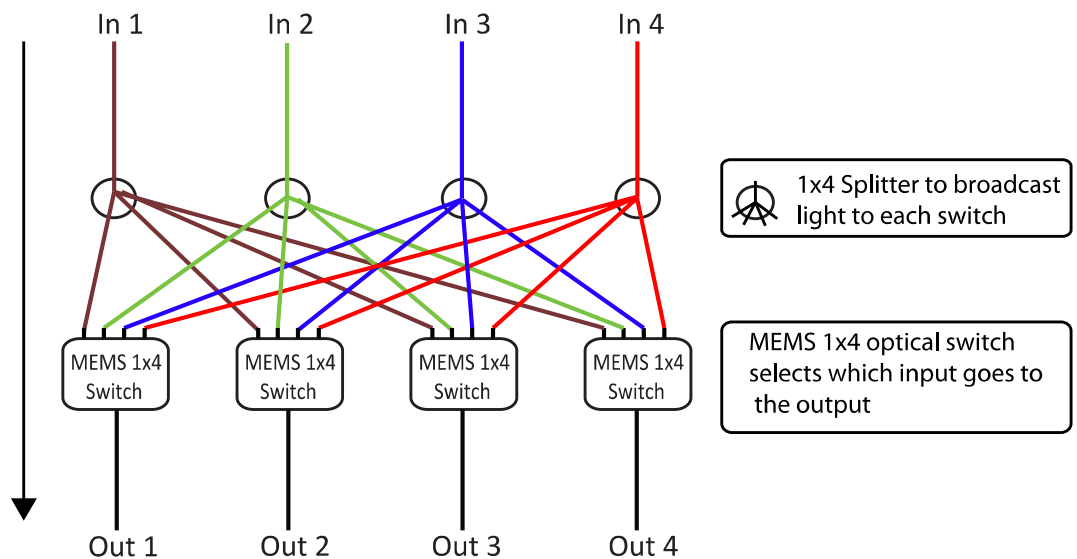 In 1
In 2
In 3
In 4
1x4 Splitter to broadcast
light to each switch
MEMS 1x4
Switch
MEMS 1x4
Switch
MEMS 1x4
Switch
MEMS 1x4
Switch
MEMS 1x4 optical switch
selects which input goes to
the output
Out 1
Out 2
Out 3
Out 4